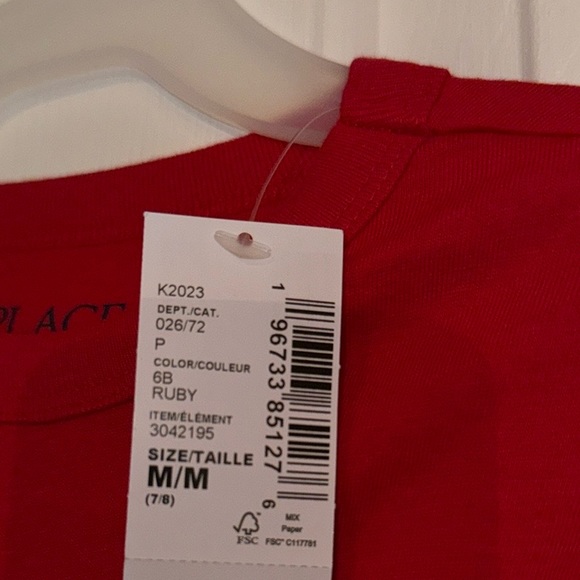 PLACE
K2023
DEPT./CAT.
026/72
P
COLOR/COULEUR
6B
RUBY
ITEM/ÉLÉMENT
3042195
SIZE/TAILLE
M/M
(7/8)
1 96733 85127 6
FSC
MIX
Paper
FSC® C117781